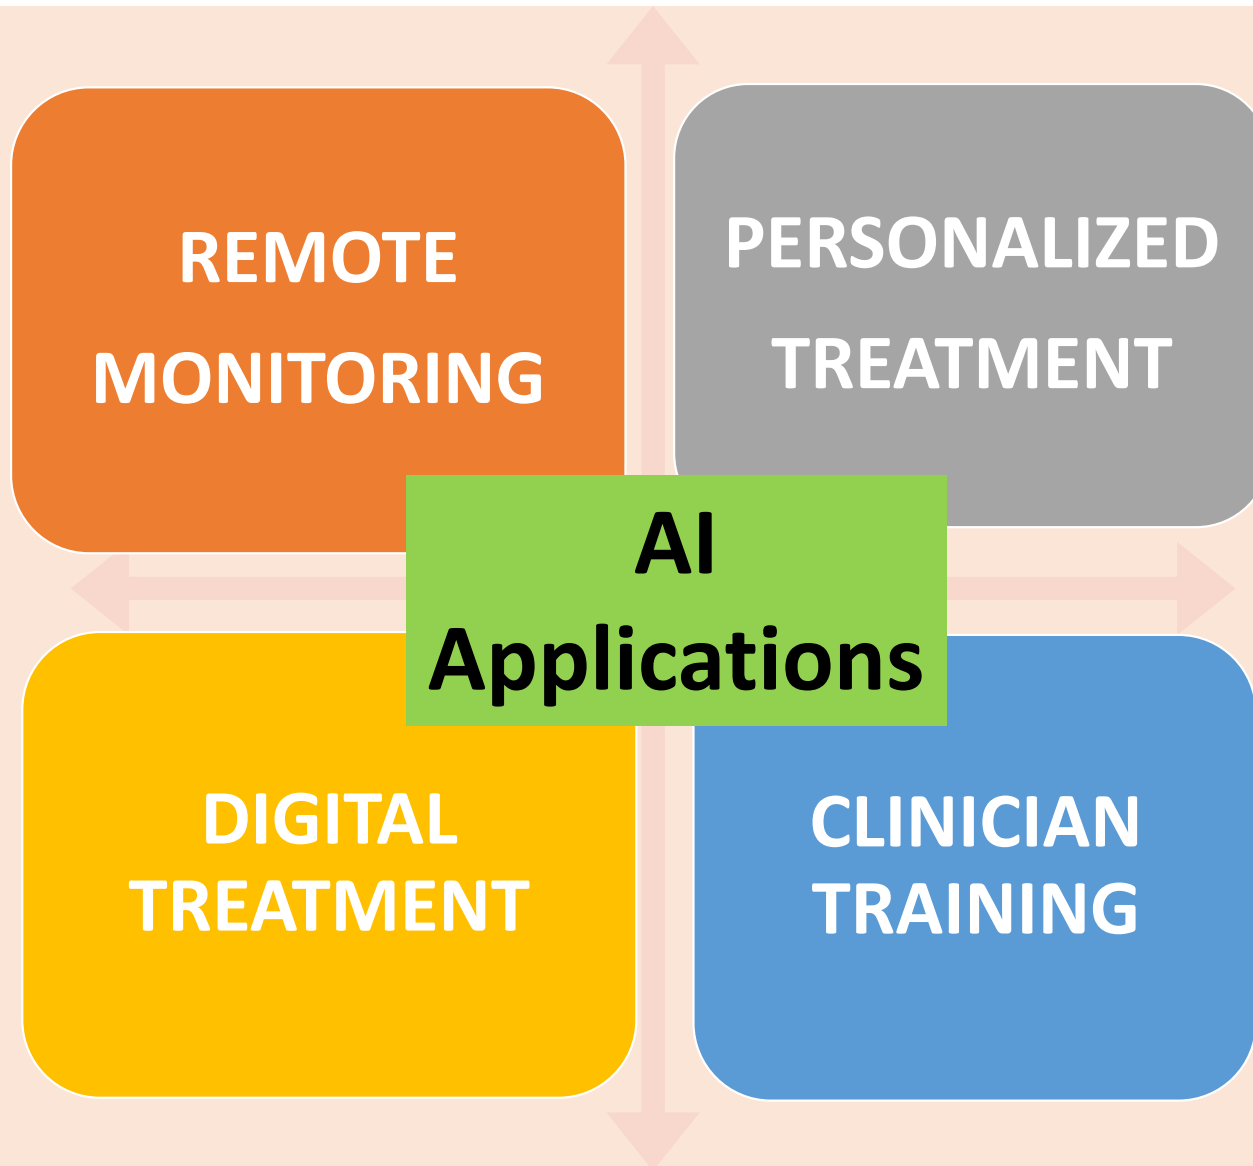 REMOTE
MONITORING
PERSONALIZED
TREATMENT
AI
Applications
DIGITAL
TREATMENT
CLINICIAN
TRAINING